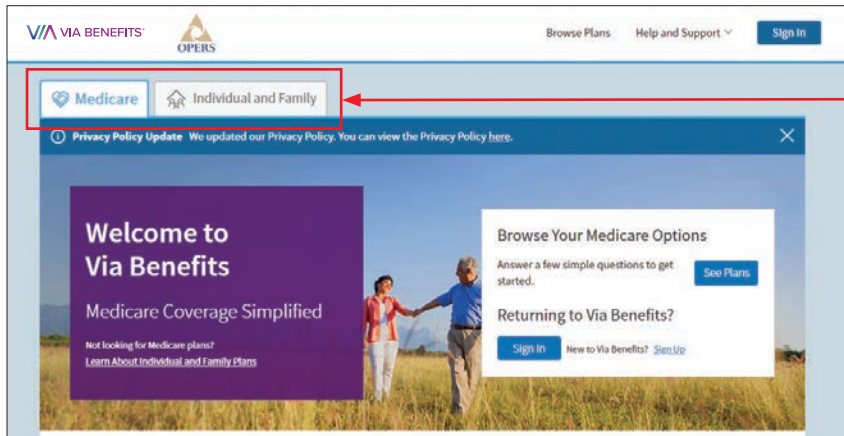 VIA BENEFITS
OPERS
Browse Plans Help and Support Sign In
Medicare Individual and Family
Privacy Policy Update We updated our Privacy Policy. You can view the Privacy Policy here.
Welcome to
Via Benefits
Medicare Coverage Simplified
Not looking for Medicare plans?
Learn About Individual and Family Plans
Browse Your Medicare Options
Answer a few simple questions to get
started.
See Plans
Returning to Via Benefits?
Sign In New to Via Benefits? Sign Up